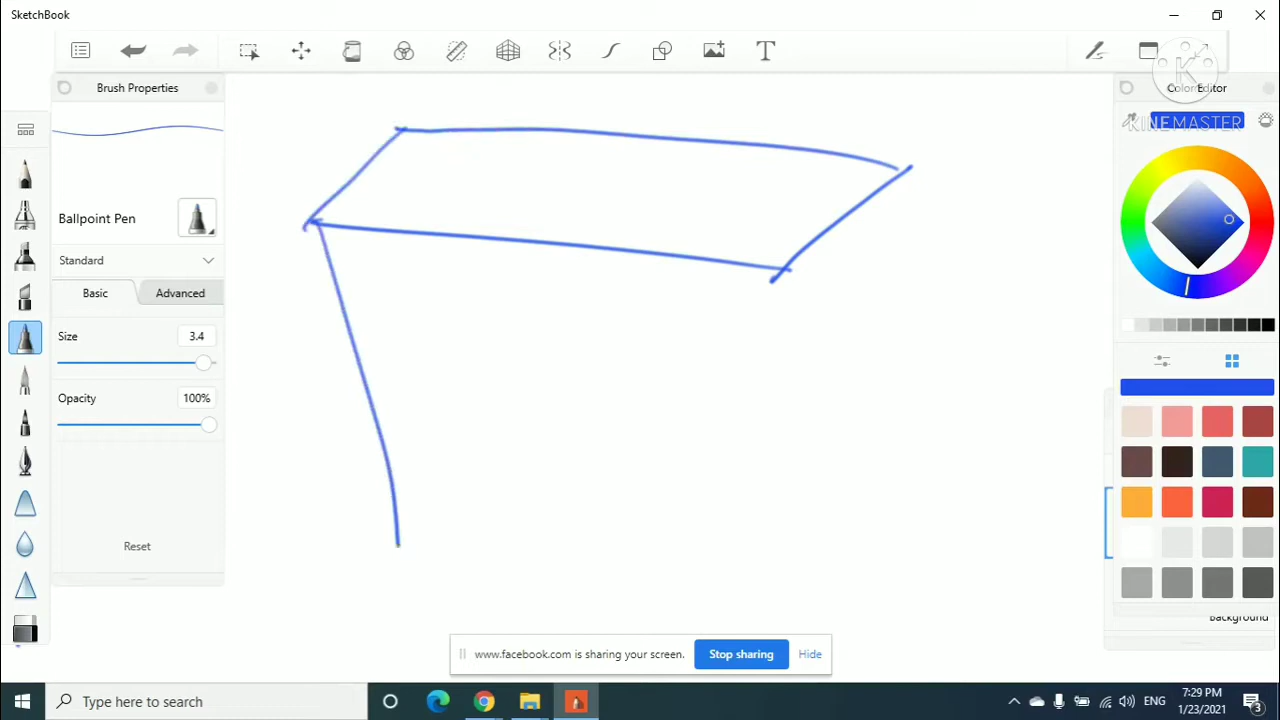 SketchBook
Brush Properties
Color Editor
KINEMASTER
Ballpoint Pen
Standard
Basic
Advanced
Size
3.4
Opacity
100%
Reset
Background
www.facebook.com is sharing your screen.
Stop sharing
Hide
Type here to search
ENG
7:29 PM
1/23/2021
3